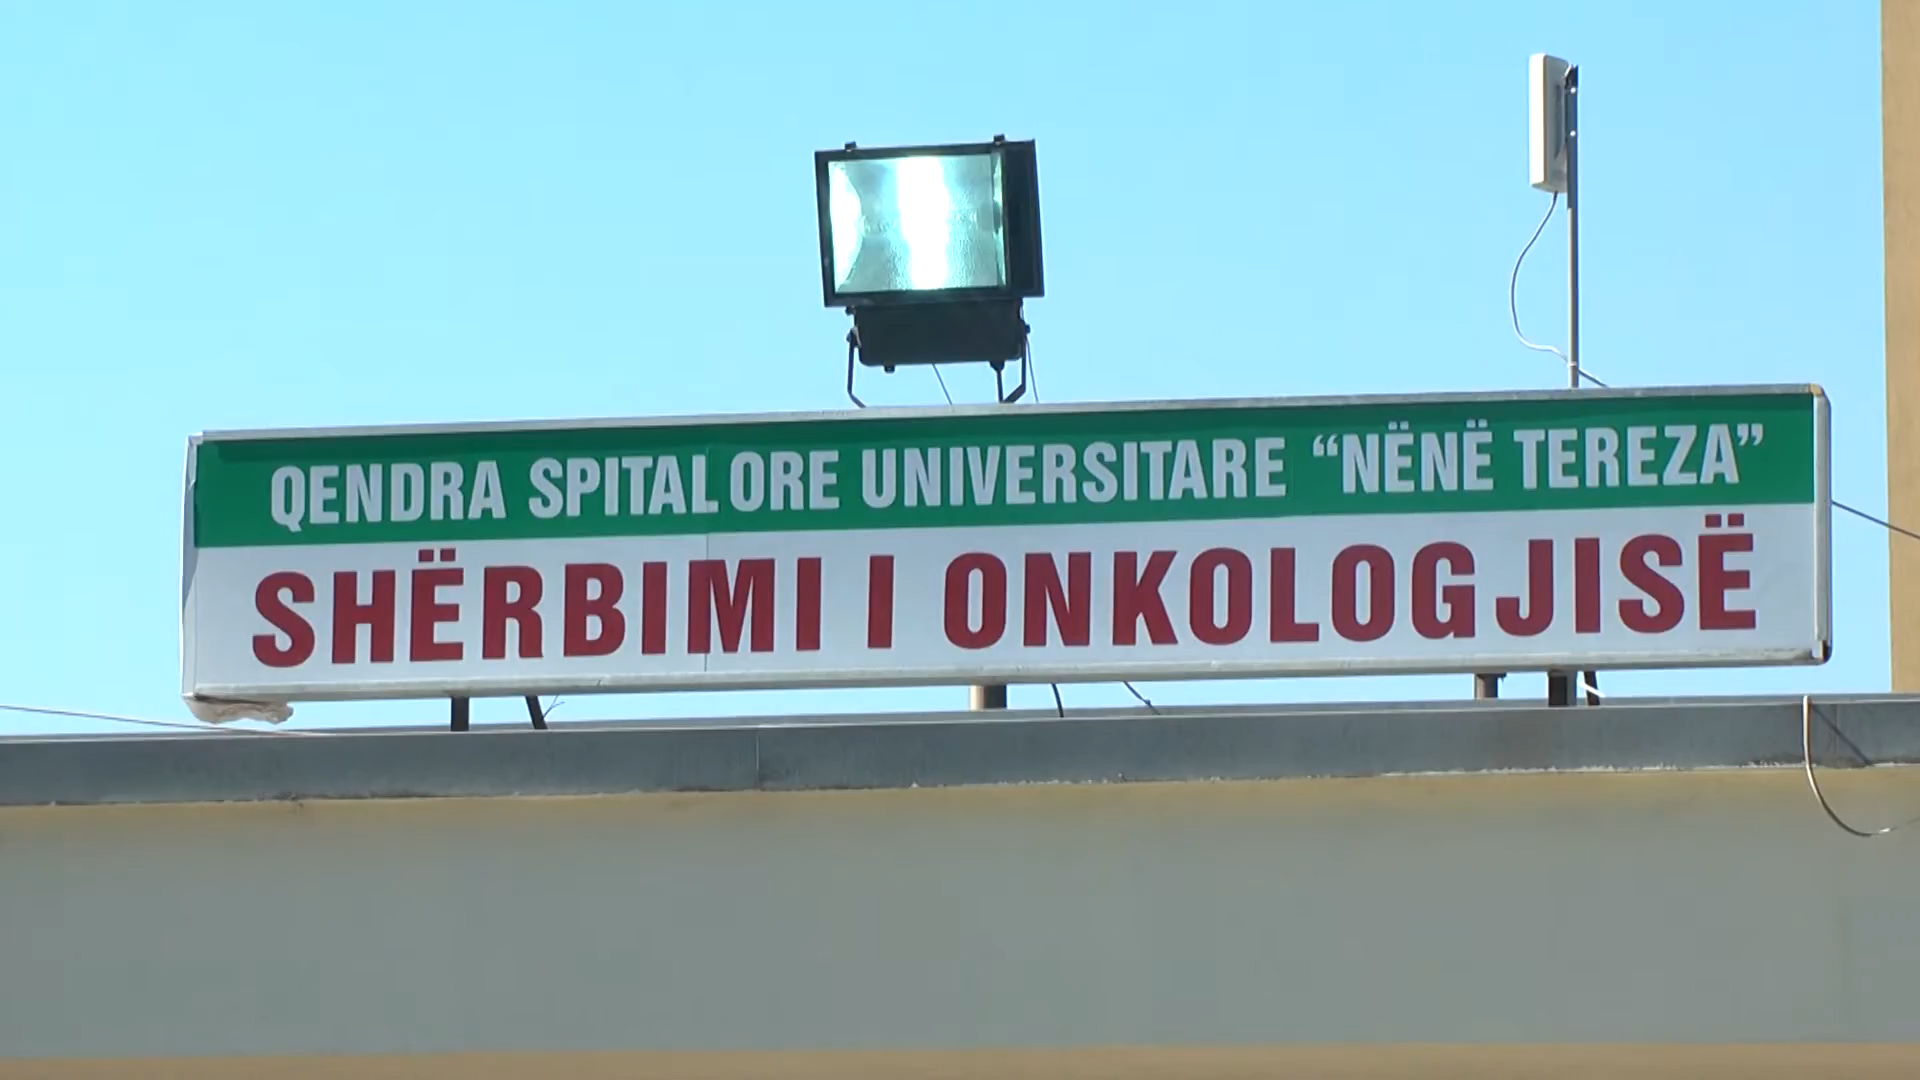 QENDRA SPITALORE UNIVERSITARE “NËNË TEREZA”
SHËRBIMI I ONKOLOGJISË